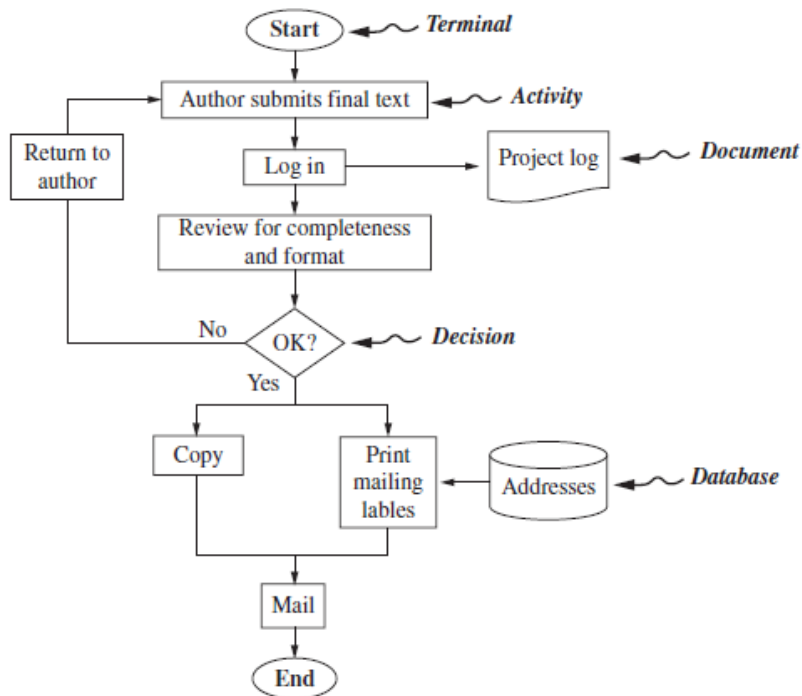 Start
Terminal
Author submits final text
Activity
Return to
author
Log in
Project log
Document
Review for completeness
and format
No
OK?
Decision
Yes
Copy
Print
mailing
lables
Addresses
Database
Mail
End